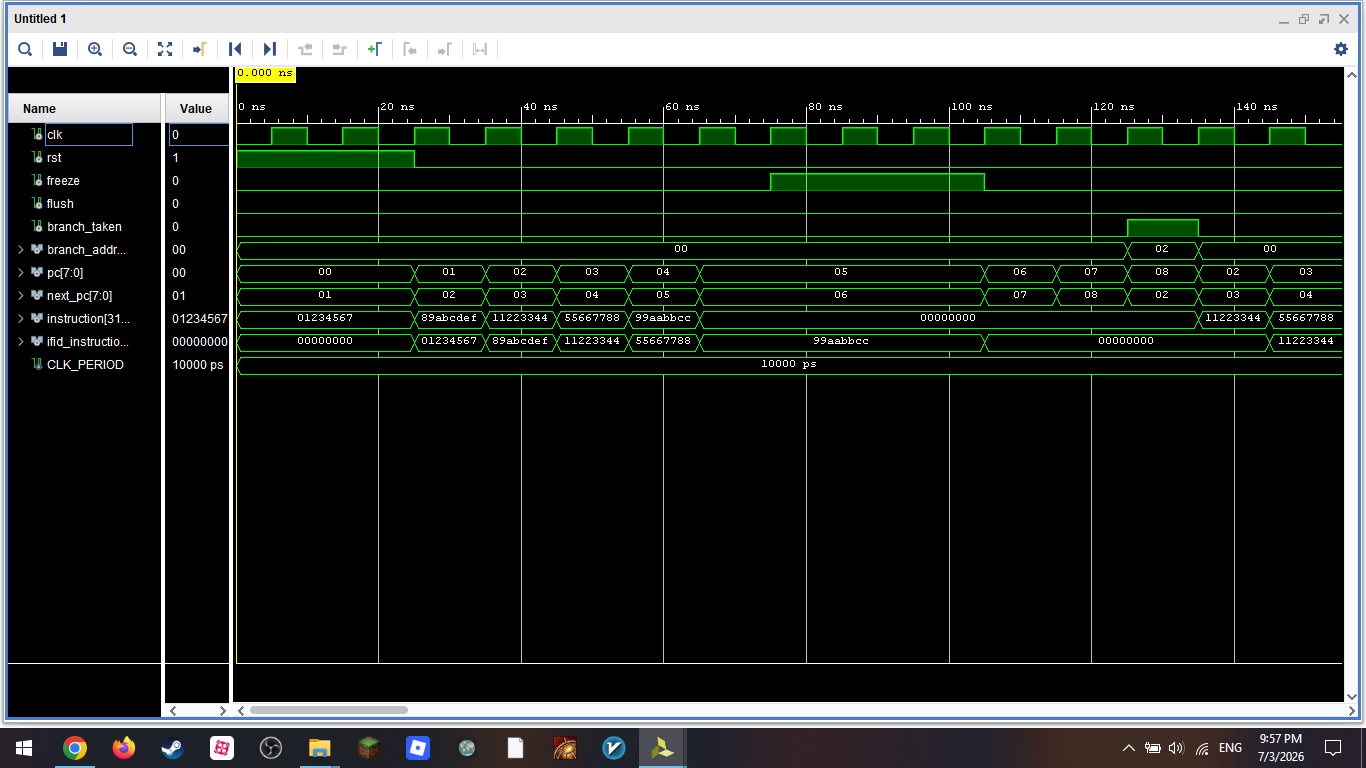 Untitled 1
0.000 ns
Name Value
0 ns 20 ns 40 ns 60 ns 80 ns 100 ns 120 ns 140 ns
clk 0
rst 1
freeze 0
flush 0
branch_taken 0
branch_addr... 00 00 02 00
pc[7:0] 00 00 01 02 03 04 05 06 07 08 02 03
next_pc[7:0] 01 01 02 03 04 05 06 07 08 02 03 04
instruction[31... 01234567 01234567 89abcdef 11223344 55667788 99aabbcc 00000000 11223344 55667788
ifid_instructio... 00000000 00000000 01234567 89abcdef 11223344 55667788 99aabbcc 00000000 11223344
CLK_PERIOD 10000 ps 10000 ps
ENG
9:57 PM
7/3/2026